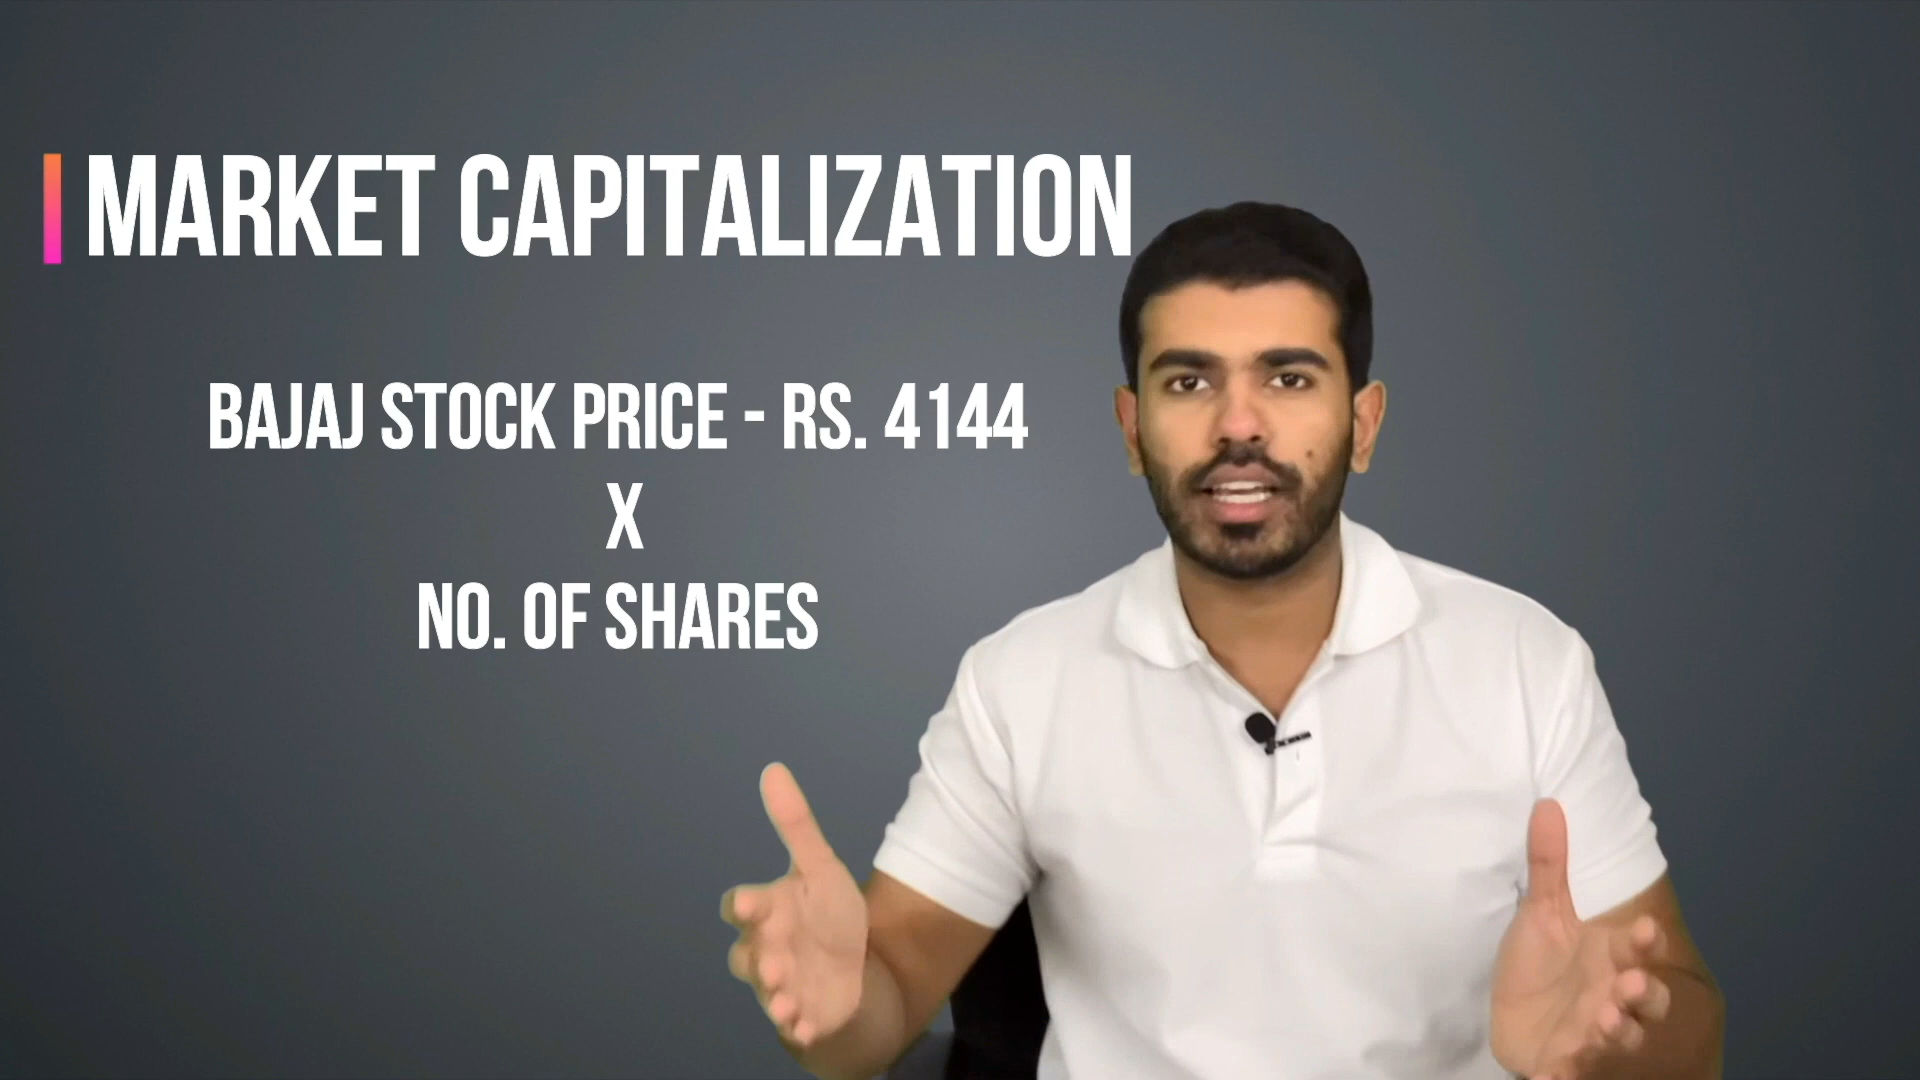 MARKET CAPITALIZATION
BAJAJ STOCK PRICE - RS. 4144
X
NO. OF SHARES